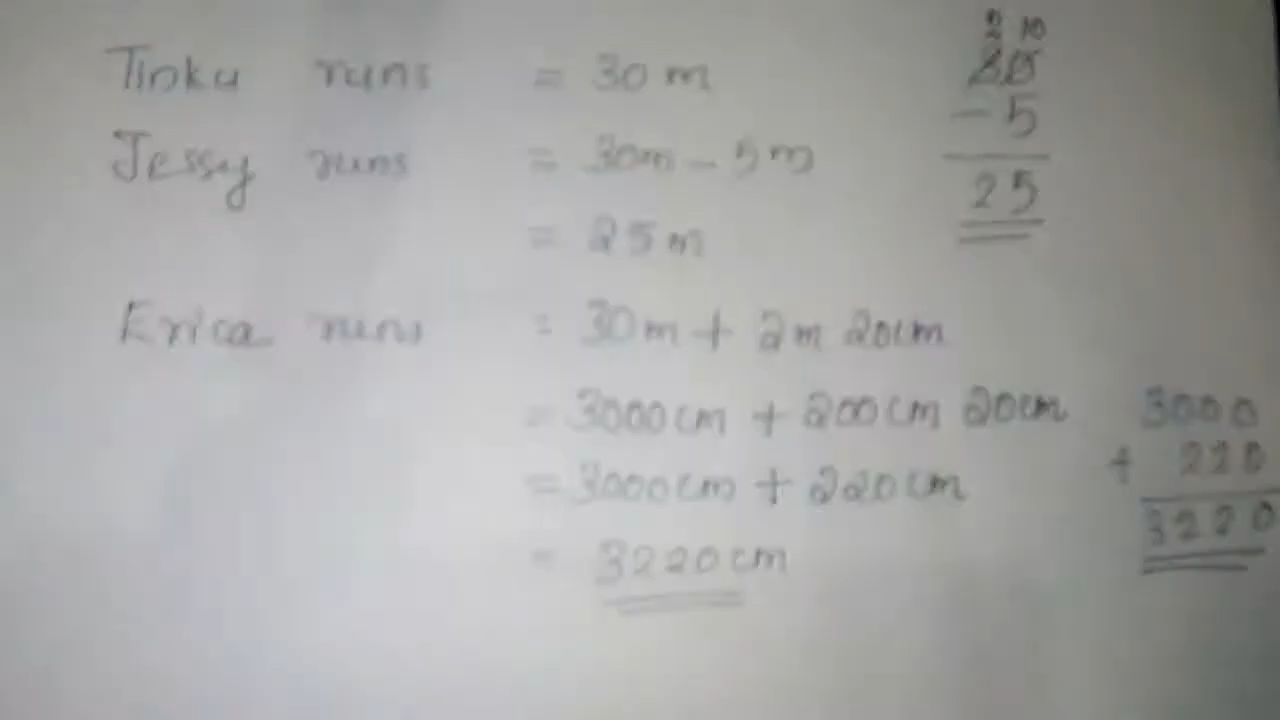 Tinku runs = 30 m
Jessy runs = 30m - 5m
= 25 m
2 10
30
- 5
25
Erica runs = 30m + 2m 20cm
= 3000cm + 200cm 20cm
= 3000cm + 220cm
= 3220cm
3000
+ 220
3220